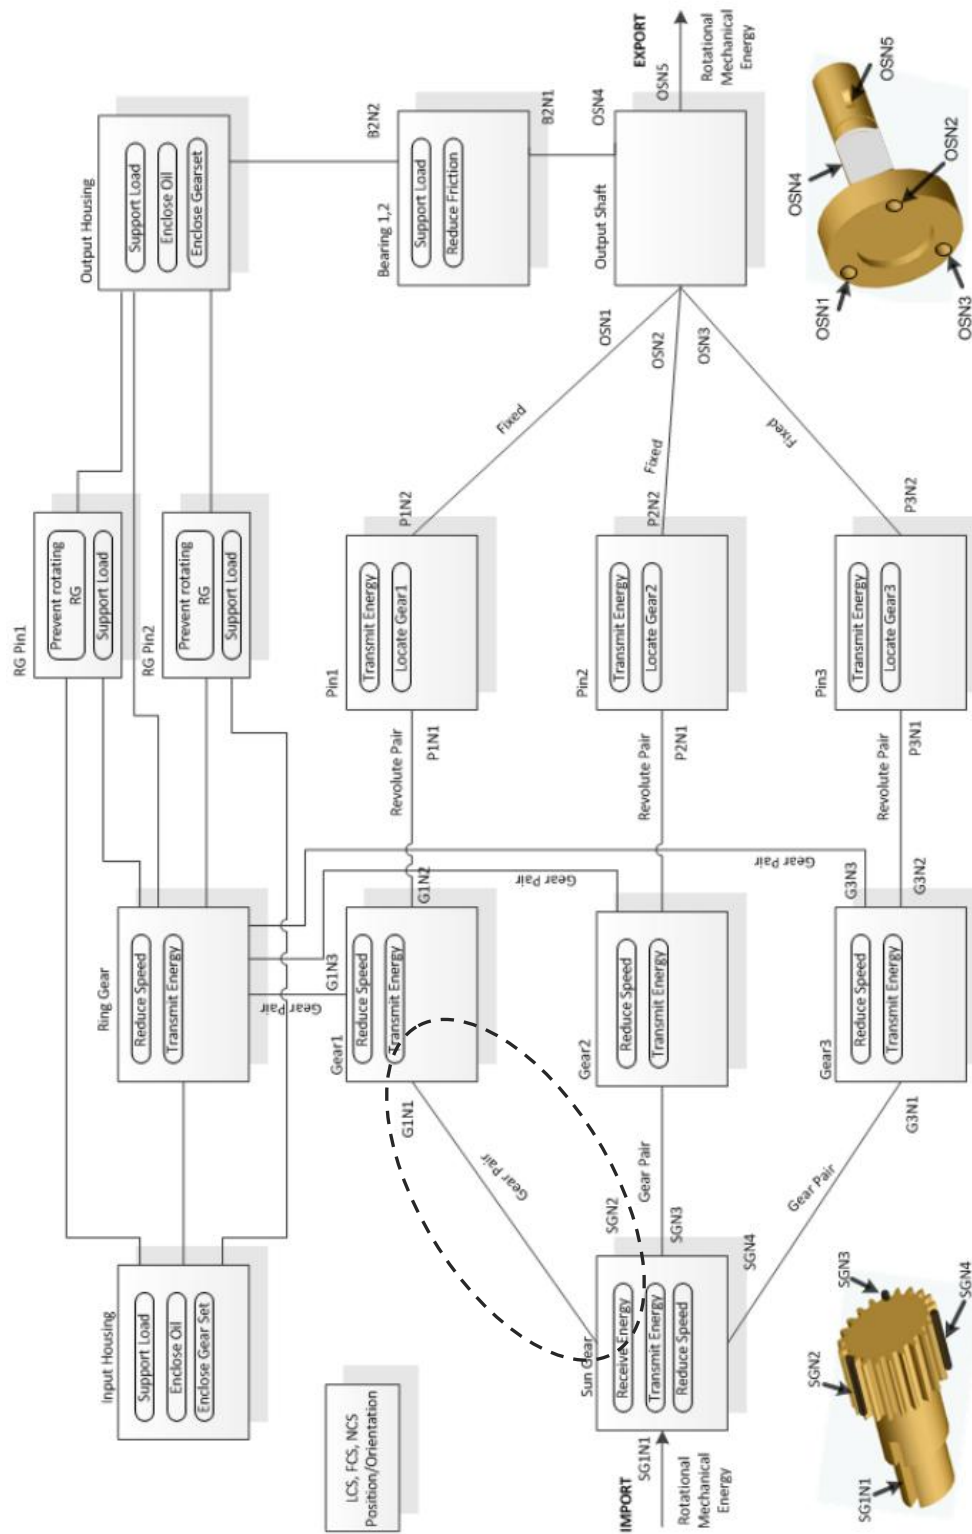 LCS, FCS, NCS
Position/Orientation
Input Housing
Support Load
Enclose Oil
Enclose Gear Set
Ring Gear
Reduce Speed
Transmit Energy
RG Pin1
Prevent rotating
RG
Support Load
RG Pin2
Prevent rotating
RG
Support Load
Output Housing
Support Load
Enclose Oil
Enclose Gearset
Gear Pair
G1N3
Gear1
Reduce Speed
Transmit Energy
G1N1
G1N2
Gear Pair
Revolute Pair
P1N1
Pin1
Transmit Energy
Locate Gear1
P1N2
Fixed
OSN1
B2N2
Bearing 1,2
Support Load
Reduce Friction
B2N1
Gear Pair
IMPORT
SG1N1
Rotational
Mechanical
Energy
Sun Gear
Receive Energy
Transmit Energy
Reduce Speed
SGN2
SGN3
SGN4
Gear Pair
Gear2
Reduce Speed
Transmit Energy
Revolute Pair
P2N1
Pin2
Transmit Energy
Locate Gear2
P2N2
Fixed
OSN2
OSN3
Output Shaft
OSN4
OSN5
EXPORT
Rotational
Mechanical
Energy
Gear Pair
G3N1
Gear3
Reduce Speed
Transmit Energy
Gear Pair
G3N3
G3N2
Revolute Pair
P3N1
Pin3
Transmit Energy
Locate Gear3
P3N2
Fixed
SG1N1
SGN2
SGN3
SGN4
OSN1
OSN4
OSN3
OSN2
OSN5